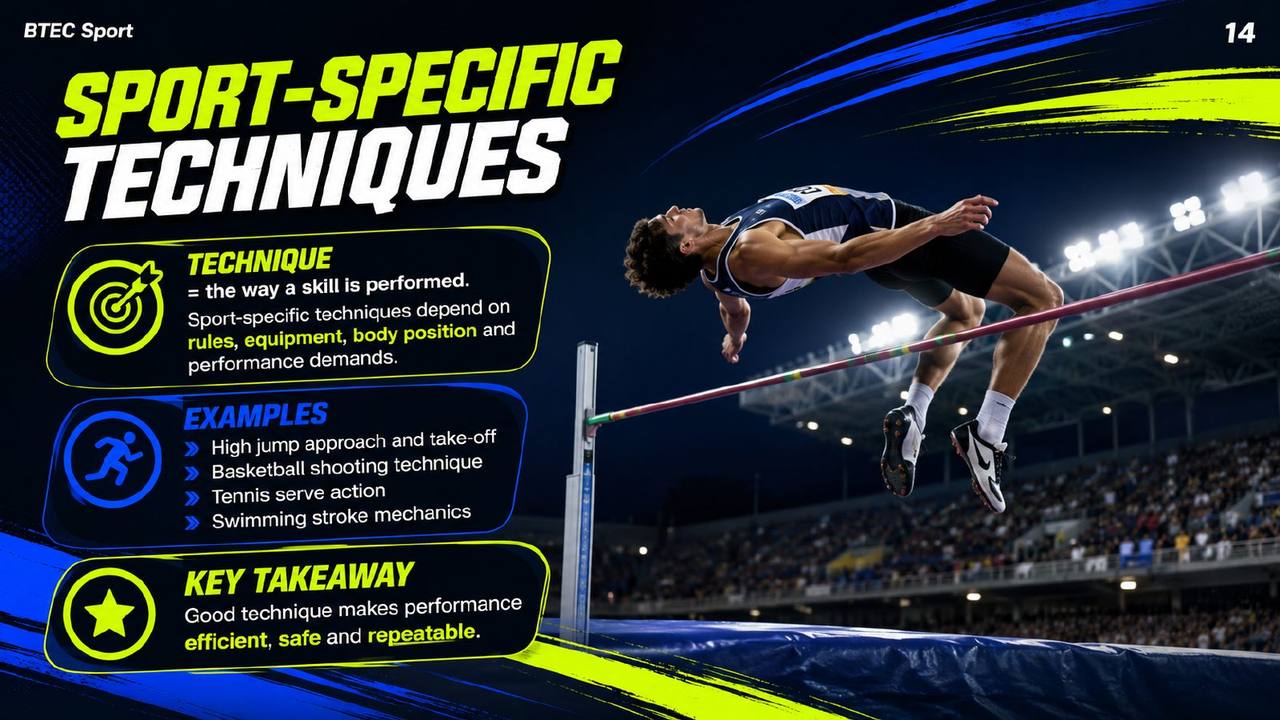 BTEC Sport
14
SPORT-SPECIFIC
TECHNIQUES
TECHNIQUE
= the way a skill is performed.
Sport-specific techniques depend on
rules, equipment, body position and
performance demands.
EXAMPLES
» High jump approach and take-off
» Basketball shooting technique
» Tennis serve action
» Swimming stroke mechanics
KEY TAKEAWAY
Good technique makes performance
efficient, safe and repeatable.